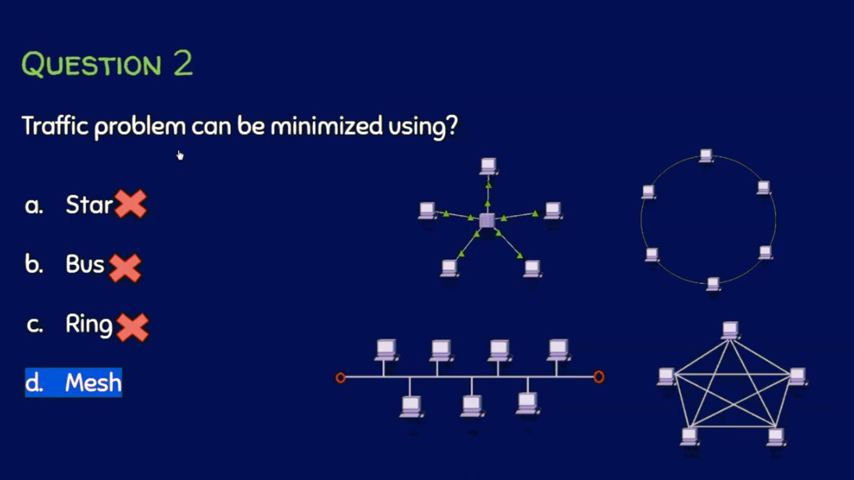 QUESTION 2
Traffic problem can be minimized using?
a. Star
b. Bus
c. Ring
d. Mesh